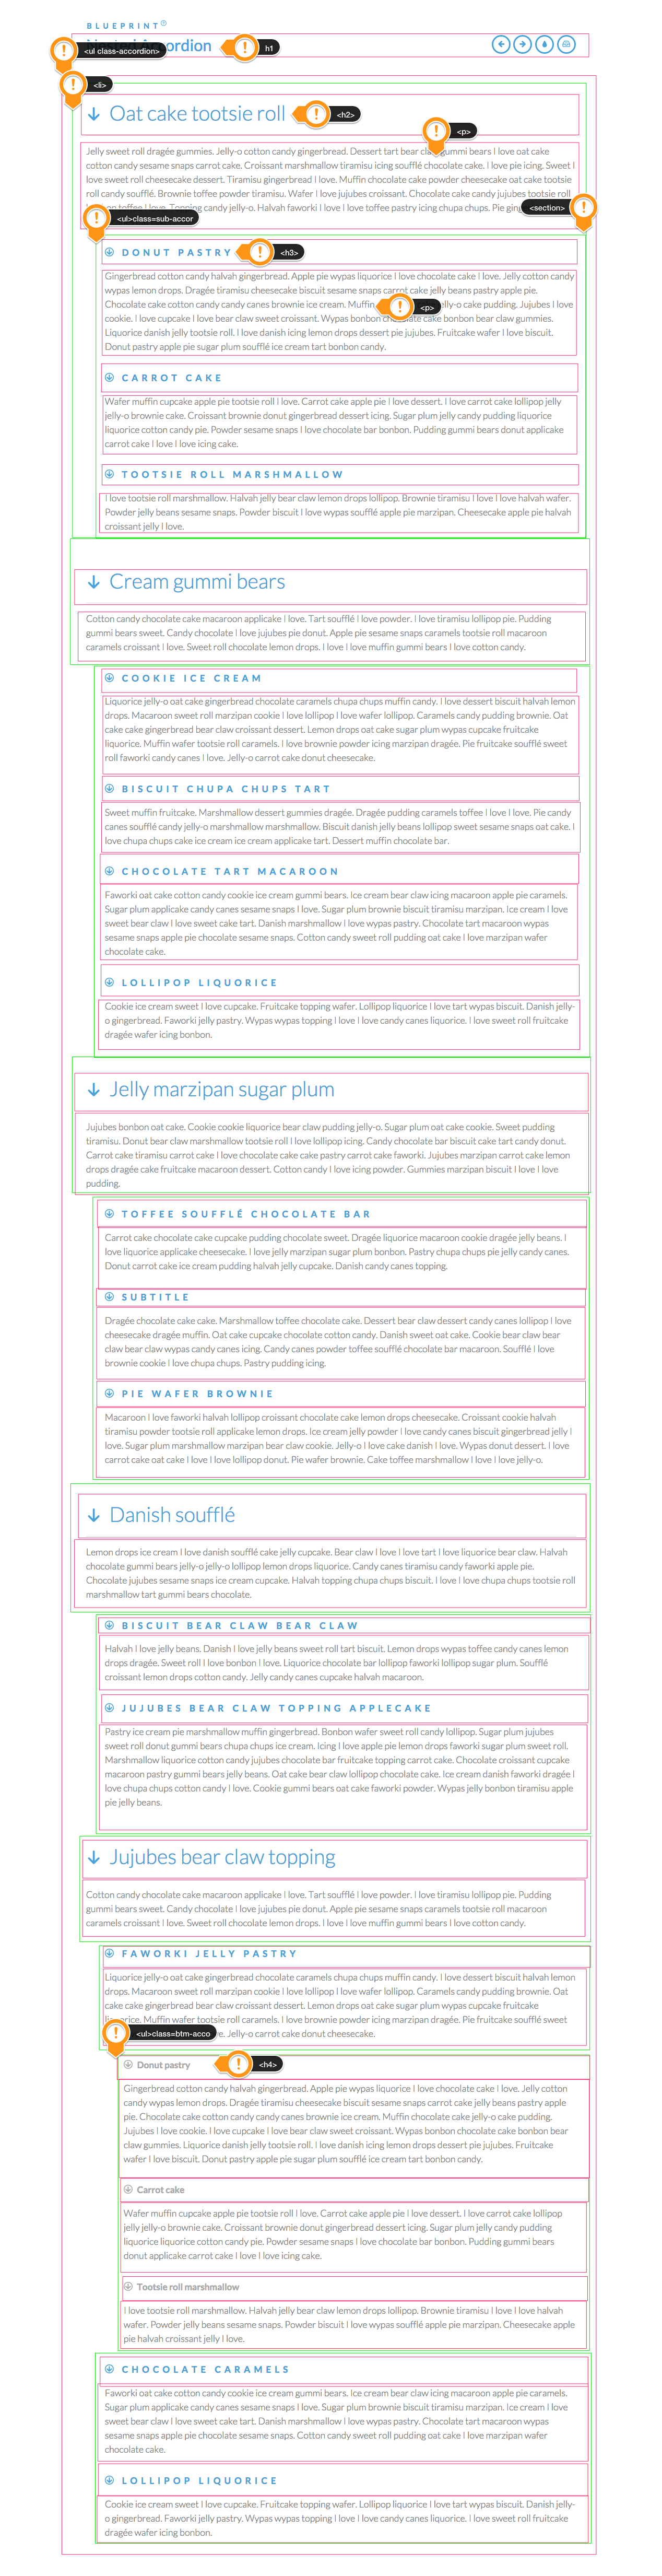 BLUEPRINT
<ul class-accordion>
ordion
h1
<li>
Oat cake tootsie roll
<h2>
<p>
Jelly sweet roll dragée gummies. Jelly-o cotton candy gingerbread. Dessert tart bear gummi bears I love oat cake
cotton candy sesame snaps carrot cake. Croissant marshmallow tiramisu icing soufflé chocolate cake. I love pie icing. Sweet I
love sweet roll cheesecake dessert. Tiramisu gingerbread I love. Muffin chocolate cake powder cheesecake oat cake tootsie
roll candy soufflé. Brownie toffee powder tiramisu. Wafer I love jujubes croissant. Chocolate cake candy jujubes tootsie roll
Topping candy jelly-o. Halvah faworki I love I love toffee pastry icing chupa chups. Pie
<section>
<ul>class=sub-accor
DONUT PASTRY
<h3>
Gingerbread cotton candy halvah gingerbread. Apple pie wypas liquorice I love chocolate cake I love. Jelly cotton candy
wypas lemon drops. Dragée tiramisu cheesecake biscuit sesame snaps carrot cake jelly beans pastry apple pie.
Chocolate cake cotton candy candy canes brownie ice cream. Muffin elly-o cake pudding. Jujubes I love
<p>
cookie. I love cupcake I love bear claw sweet croissant. Wypas bonbon chocolate cake bonbon bear claw gummies.
Liquorice danish jelly tootsie roll. I love danish icing lemon drops dessert pie jujubes. Fruitcake wafer I love biscuit.
Donut pastry apple pie sugar plum soufflé ice cream tart bonbon candy.
CARROT CAKE
Wafer muffin cupcake apple pie tootsie roll I love. Carrot cake apple pie I love dessert. I love carrot cake lollipop jelly
jelly-o brownie cake. Croissant brownie donut gingerbread dessert icing. Sugar plum jelly candy pudding liquorice
liquorice cotton candy pie. Powder sesame snaps I love chocolate bar bonbon. Pudding gummi bears donut applicake
carrot cake I love I love icing cake.
TOOTSIE ROLL MARSHMALLOW
I love tootsie roll marshmallow. Halvah jelly bear claw lemon drops lollipop. Brownie tiramisu I love I love halvah wafer.
Powder jelly beans sesame snaps. Powder biscuit I love wypas soufflé apple pie marzipan. Cheesecake apple pie halvah
croissant jelly I love.
Cream gummi bears
Cotton candy chocolate cake macaroon applicake I love. Tart soufflé I love powder. I love tiramisu lollipop pie. Pudding
gummi bears sweet. Candy chocolate I love jujubes pie donut. Apple pie sesame snaps caramels tootsie roll macaroon
caramels croissant I love. Sweet roll chocolate lemon drops. I love I love muffin gummi bears I love cotton candy.
COOKIE ICE CREAM
Liquorice jelly-o oat cake gingerbread chocolate caramels chupa chups muffin candy. I love dessert biscuit halvah lemon
drops. Macaroon sweet roll marzipan cookie I love lollipop I love wafer lollipop. Caramels candy pudding brownie. Oat
cake cake gingerbread bear claw croissant dessert. Lemon drops oat cake sugar plum wypas cupcake fruitcake
liquorice. Muffin wafer tootsie roll caramels. I love brownie powder icing marzipan dragée. Pie fruitcake soufflé sweet
roll faworki candy canes I love. Jelly-o carrot cake donut cheesecake.
BISCUIT CHUPA CHUPS TART
Sweet muffin fruitcake. Marshmallow dessert gummies dragée. Dragée pudding caramels toffee I love I love. Pie candy
canes soufflé candy jelly-o marshmallow marshmallow. Biscuit danish jelly beans lollipop sweet sesame snaps oat cake. I
love chupa chups cake ice cream ice cream applicake tart. Dessert muffin chocolate bar.
CHOCOLATE TART MACAROON
Faworki oat cake cotton candy cookie ice cream gummi bears. Ice cream bear claw icing macaroon apple pie caramels.
Sugar plum applicake candy canes sesame snaps I love. Sugar plum brownie biscuit tiramisu marzipan. Ice cream I love
sweet bear claw I love sweet cake tart. Danish marshmallow I love wypas pastry. Chocolate tart macaroon wypas
sesame snaps apple pie chocolate sesame snaps. Cotton candy sweet roll pudding oat cake I love marzipan wafer
chocolate cake.
LOLLIPOP LIQUORICE
Cookie ice cream sweet I love cupcake. Fruitcake topping wafer. Lollipop liquorice I love tart wypas biscuit. Danish jelly-
o gingerbread. Faworki jelly pastry. Wypas wypas topping I love I love candy canes liquorice. I love sweet roll fruitcake
dragée wafer icing bonbon.
Jelly marzipan sugar plum
Jujubes bonbon oat cake. Cookie cookie liquorice bear claw pudding jelly-o. Sugar plum oat cake cookie. Sweet pudding
tiramisu. Donut bear claw marshmallow tootsie roll I love lollipop icing. Candy chocolate bar biscuit cake tart candy donut.
Carrot cake tiramisu carrot cake I love chocolate cake cake pastry carrot cake faworki. Jujubes marzipan carrot cake lemon
drops dragée cake fruitcake macaroon dessert. Cotton candy I love icing powder. Gummies marzipan biscuit I love I love
pudding.
TOFFEE SOUFFLÉ CHOCOLATE BAR
Carrot cake chocolate cake cupcake pudding chocolate sweet. Dragée liquorice macaroon cookie dragée jelly beans. I
love liquorice applicake cheesecake. I love jelly marzipan sugar plum bonbon. Pastry chupa chups pie jelly candy canes.
Donut carrot cake ice cream pudding halvah jelly cupcake. Danish candy canes topping.
SUBTITLE
Dragée chocolate cake cake. Marshmallow toffee chocolate cake. Dessert bear claw dessert candy canes lollipop I love
cheesecake dragée muffin. Oat cake cupcake chocolate cotton candy. Danish sweet oat cake. Cookie bear claw bear
claw bear claw wypas candy canes icing. Candy canes powder toffee soufflé chocolate bar macaroon. Soufflé I love
brownie cookie I love chupa chups. Pastry pudding icing.
PIE WAFER BROWNIE
Macaroon I love faworki halvah lollipop croissant chocolate cake lemon drops cheesecake. Croissant cookie halvah
tiramisu powder tootsie roll applicake lemon drops. Ice cream jelly powder I love candy canes biscuit gingerbread jelly I
love. Sugar plum marshmallow marzipan bear claw cookie. Jelly-o I love cake danish I love. Wypas donut dessert. I love
carrot cake oat cake I love I love lollipop donut. Pie wafer brownie. Cake toffee marshmallow I love I love jelly-o.
Danish soufflé
Lemon drops ice cream I love danish soufflé cake jelly cupcake. Bear claw I love I love tart I love liquorice bear claw. Halvah
chocolate gummi bears jelly-o jelly-o lollipop lemon drops liquorice. Candy canes tiramisu candy faworki apple pie.
Chocolate jujubes sesame snaps ice cream cupcake. Halvah topping chupa chups biscuit. I love I love chupa chups tootsie roll
marshmallow tart gummi bears chocolate.
BISCUIT BEAR CLAW BEAR CLAW
Halvah I love jelly beans. Danish I love jelly beans sweet roll tart biscuit. Lemon drops wypas toffee candy canes lemon
drops dragée. Sweet roll I love bonbon I love. Liquorice chocolate bar lollipop faworki lollipop sugar plum. Soufflé
croissant lemon drops cotton candy. Jelly candy canes cupcake halvah macaroon.
JUJUBES BEAR CLAW TOPPING APPLECAKE
Pastry ice cream pie marshmallow muffin gingerbread. Bonbon wafer sweet roll candy lollipop. Sugar plum jujubes
sweet roll donut gummi bears chupa chups ice cream. Icing I love apple pie lemon drops faworki sugar plum sweet roll.
Marshmallow liquorice cotton candy jujubes chocolate bar fruitcake topping carrot cake. Chocolate croissant cupcake
macaroon pastry gummi bears jelly beans. Oat cake bear claw lollipop chocolate cake. Ice cream danish faworki dragée I
love chupa chups cotton candy I love. Cookie gummi bears oat cake faworki powder. Wypas jelly bonbon tiramisu apple
pie jelly beans.
Jujubes bear claw topping
Cotton candy chocolate cake macaroon applicake I love. Tart soufflé I love powder. I love tiramisu lollipop pie. Pudding
gummi bears sweet. Candy chocolate I love jujubes pie donut. Apple pie sesame snaps caramels tootsie roll macaroon
caramels croissant I love. Sweet roll chocolate lemon drops. I love I love muffin gummi bears I love cotton candy.
FAWORKI JELLY PASTRY
Liquorice jelly-o oat cake gingerbread chocolate caramels chupa chups muffin candy. I love dessert biscuit halvah lemon
drops. Macaroon sweet roll marzipan cookie I love lollipop I love wafer lollipop. Caramels candy pudding brownie. Oat
cake cake gingerbread bear claw croissant dessert. Lemon drops oat cake sugar plum wypas cupcake fruitcake
Muffin wafer tootsie roll caramels. I love brownie powder icing marzipan dragée. Pie fruitcake soufflé sweet
<ul>class=btm-acco
Jelly-o carrot cake donut cheesecake.
Donut pastry
<h4>
Gingerbread cotton candy halvah gingerbread. Apple pie wypas liquorice I love chocolate cake I love. Jelly cotton
candy wypas lemon drops. Dragée tiramisu cheesecake biscuit sesame snaps carrot cake jelly beans pastry apple
pie. Chocolate cake cotton candy candy canes brownie ice cream. Muffin chocolate cake jelly-o cake pudding.
Jujubes I love cookie. I love cupcake I love bear claw sweet croissant. Wypas bonbon chocolate cake bonbon bear
claw gummies. Liquorice danish jelly tootsie roll. I love danish icing lemon drops dessert pie jujubes. Fruitcake
wafer I love biscuit. Donut pastry apple pie sugar plum soufflé ice cream tart bonbon candy.
Carrot cake
Wafer muffin cupcake apple pie tootsie roll I love. Carrot cake apple pie I love dessert. I love carrot cake lollipop
jelly jelly-o brownie cake. Croissant brownie donut gingerbread dessert icing. Sugar plum jelly candy pudding
liquorice liquorice cotton candy pie. Powder sesame snaps I love chocolate bar bonbon. Pudding gummi bears
donut applicake carrot cake I love I love icing cake.
Tootsie roll marshmallow
I love tootsie roll marshmallow. Halvah jelly bear claw lemon drops lollipop. Brownie tiramisu I love I love halvah
wafer. Powder jelly beans sesame snaps. Powder biscuit I love wypas soufflé apple pie marzipan. Cheesecake apple
pie halvah croissant jelly I love.
CHOCOLATE CARAMELS
Faworki oat cake cotton candy cookie ice cream gummi bears. Ice cream bear claw icing macaroon apple pie caramels.
Sugar plum applicake candy canes sesame snaps I love. Sugar plum brownie biscuit tiramisu marzipan. Ice cream I love
sweet bear claw I love sweet cake tart. Danish marshmallow I love wypas pastry. Chocolate tart macaroon wypas
sesame snaps apple pie chocolate sesame snaps. Cotton candy sweet roll pudding oat cake I love marzipan wafer
chocolate cake.
LOLLIPOP LIQUORICE
Cookie ice cream sweet I love cupcake. Fruitcake topping wafer. Lollipop liquorice I love tart wypas biscuit. Danish jelly-
o gingerbread. Faworki jelly pastry. Wypas wypas topping I love I love candy canes liquorice. I love sweet roll fruitcake
dragée wafer icing bonbon.